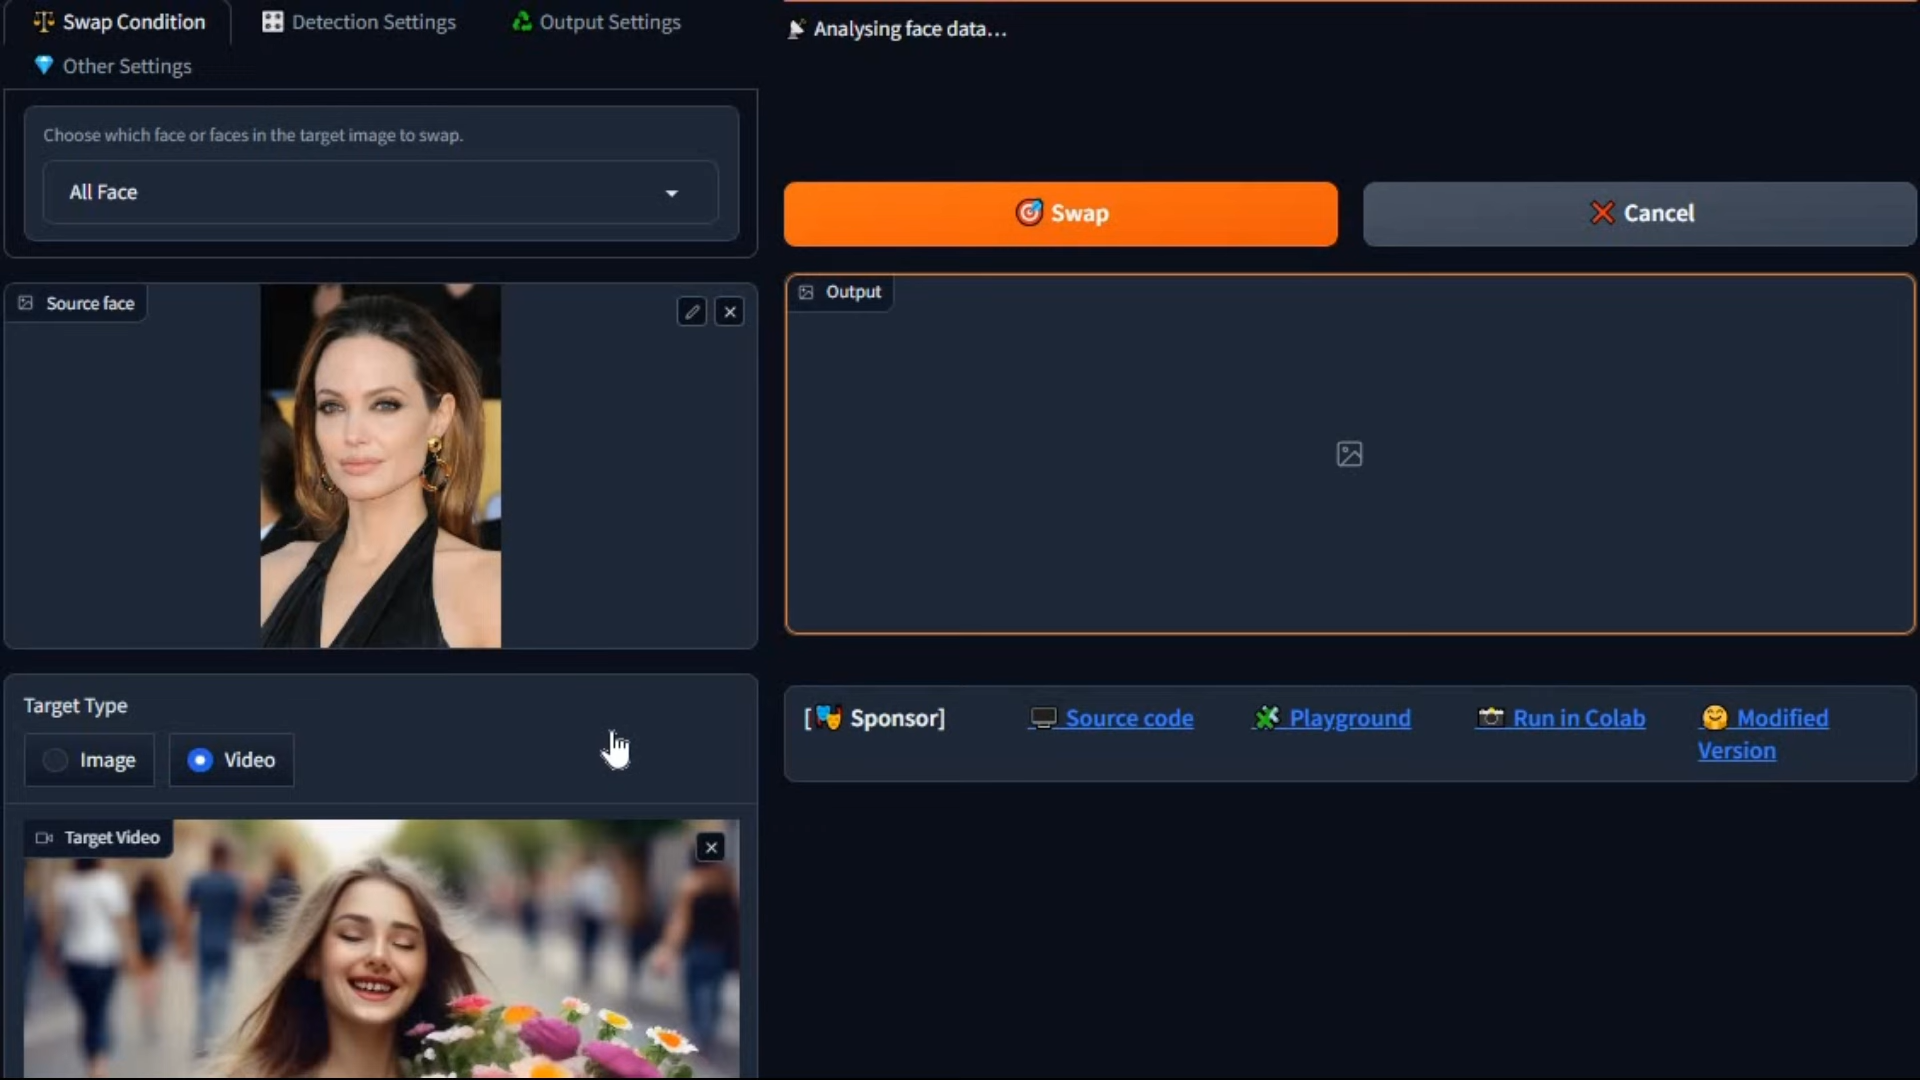 Swap Condition
Detection Settings
Output Settings
Other Settings
Choose which face or faces in the target image to swap.
All Face
Source face
Target Type
Image
Video
Target Video
Analysing face data...
Swap
Cancel
Output
[🎭 Sponsor]
Source code
Playground
Run in Colab
Modified
Version